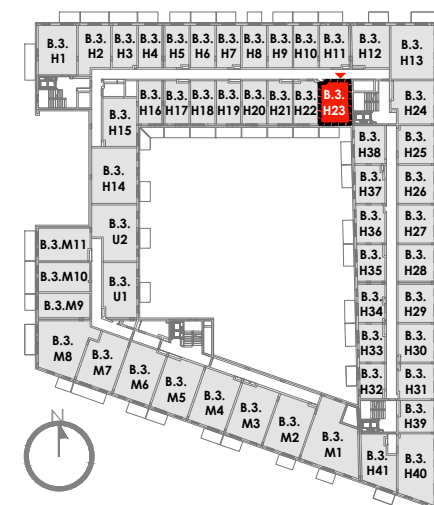 B.3. B.3. B.3. B.3. B.3. B.3. B.3. B.3. B.3. B.3. B.3. B.3. B.3.
H1 H2 H3 H4 H5 H6 H7 H8 H9 H10 H11 H12 H13
B.3. B.3. B.3. B.3. B.3. B.3. B.3. B.3. B.3.
H16 H17 H18 H19 H20 H21 H22 H23 H24
B.3. B.3. B.3.
H15 H38 H25
B.3. B.3. B.3.
H14 H37 H26
B.3. B.3. B.3.
U2 H36 H27
B.3.M11
B.3. B.3.
H35 H28
B.3.M10
B.3.
U1
B.3.M9
B.3. B.3.
H34 H29
B.3. B.3. B.3.
M8 H33 H30
B.3.
M7
B.3. B.3. B.3.
M6 H32 H31
B.3.
M5
B.3. B.3.
M4 H39
B.3.
M3
B.3.
M2
B.3.
M1
B.3. B.3.
H41 H40
N